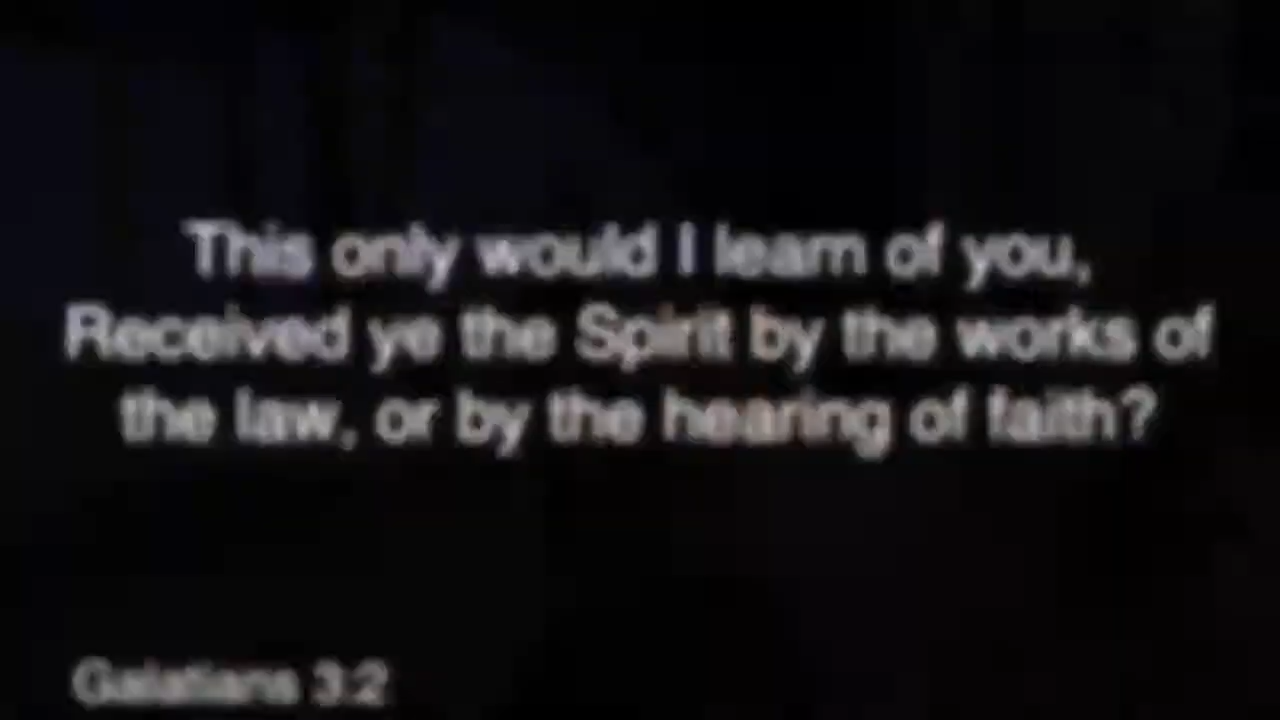 This only would I learn of you,
Received ye the Spirit by the works of
the law, or by the hearing of faith?
Galatians 3:2